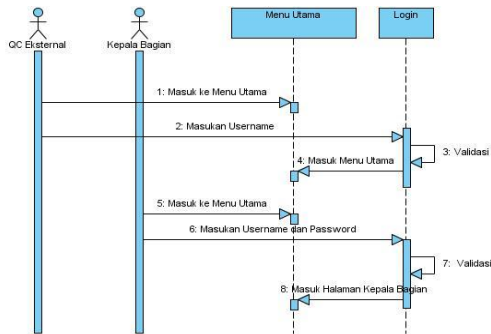 QC Eksternal
Kepala Bagian
Menu Utama
Login
1: Masuk ke Menu Utama
2: Masukan Username
3: Validasi
4: Masuk Menu Utama
5: Masuk ke Menu Utama
6: Masukan Username dan Password
7: Validasi
8: Masuk Halaman Kepala Bagian